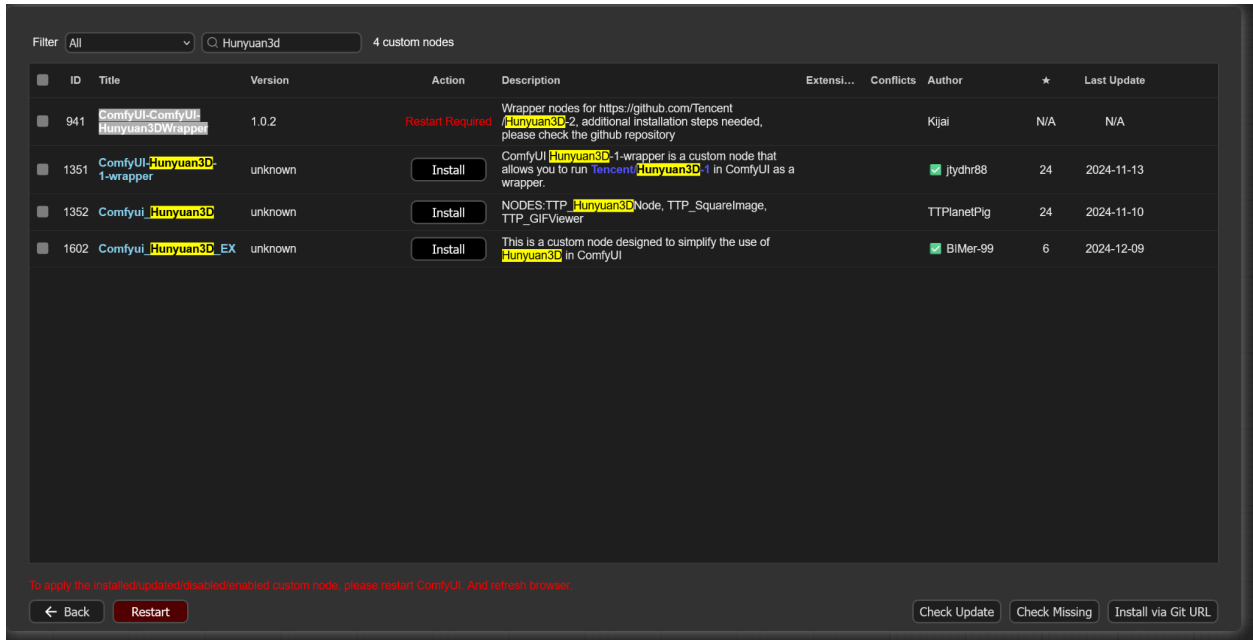 Filter All Hunyuan3d 4 custom nodes
ID Title Version Action Description Extensi... Conflicts Author ★ Last Update
941 ComfyUI-ComfyUI-Hunyuan3DWrapper 1.0.2 Restart Required Wrapper nodes for https://github.com/Tencent
/Hunyuan3D-2, additional installation steps needed,
please check the github repository Kijai N/A N/A
1351 ComfyUI-Hunyuan3D-1-wrapper unknown Install ComfyUI Hunyuan3D-1-wrapper is a custom node that
allows you to run Tencent/Hunyuan3D-1 in ComfyUI as a
wrapper. ✅ jtydhr88 24 2024-11-13
1352 Comfyui_Hunyuan3D unknown Install NODES:TTP_Hunyuan3DNode, TTP_SquareImage,
TTP_GIFViewer TTPlanetPig 24 2024-11-10
1602 Comfyui_Hunyuan3D_EX unknown Install This is a custom node designed to simplify the use of
Hunyuan3D in ComfyUI ✅ BIMer-99 6 2024-12-09
To apply the installed/updated/disabled/enabled custom node, please restart ComfyUI. And refresh browser.
← Back Restart Check Update Check Missing Install via Git URL